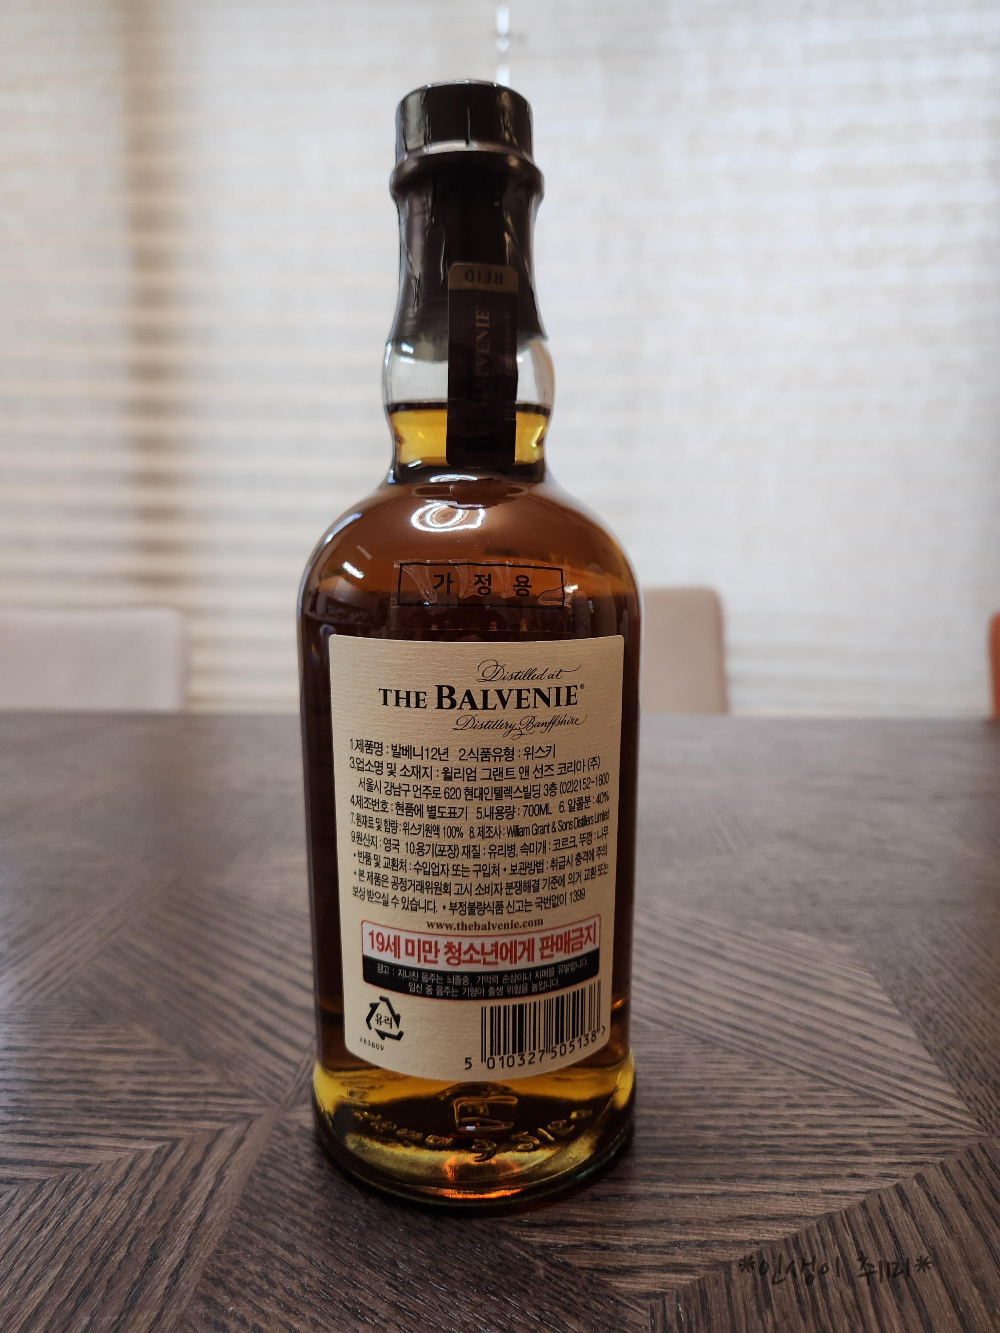 RFID
BALVENIE
가 정 용
Distilled at
THE BALVENIE®
Distillery, Banffshire
1.제품명 : 발베니12년 2.식품유형 : 위스키
3.업소명 및 소재지 : 윌리엄 그랜트 앤 선즈 코리아 (주)
서울시 강남구 언주로 620 현대인텔렉스빌딩 3층 (02)2152-1600
4.제조번호 : 현품에 별도표기 5.내용량 : 700ML 6. 알콜분 : 40%
7.원재료 및 함량 : 위스키원액 100% 8.제조사 : William Grant & Sons Distillers Limited
9.원산지 : 영국 10.용기(포장) 재질 : 유리병, 속마개 : 코르크 뚜껑 : 나무
• 반품 및 교환처 : 수입업자 또는 구입처 • 보관방법 : 취급시 충격에 주의
• 본 제품은 공정거래위원회 고시 소비자 분쟁해결 기준에 의거 교환 또는
보상 받으실 수 있습니다. • 부정불량식품 신고는 국번없이 1399
www.thebalvenie.com
19세 미만 청소년에게 판매금지
경고 : 지나친 음주는 뇌졸중, 기억력 손상이나 치매를 유발합니다.
임신 중 음주는 기형아 출생 위험을 높입니다.
유리
263809
5 010327 505138 >
*인생이 취미*